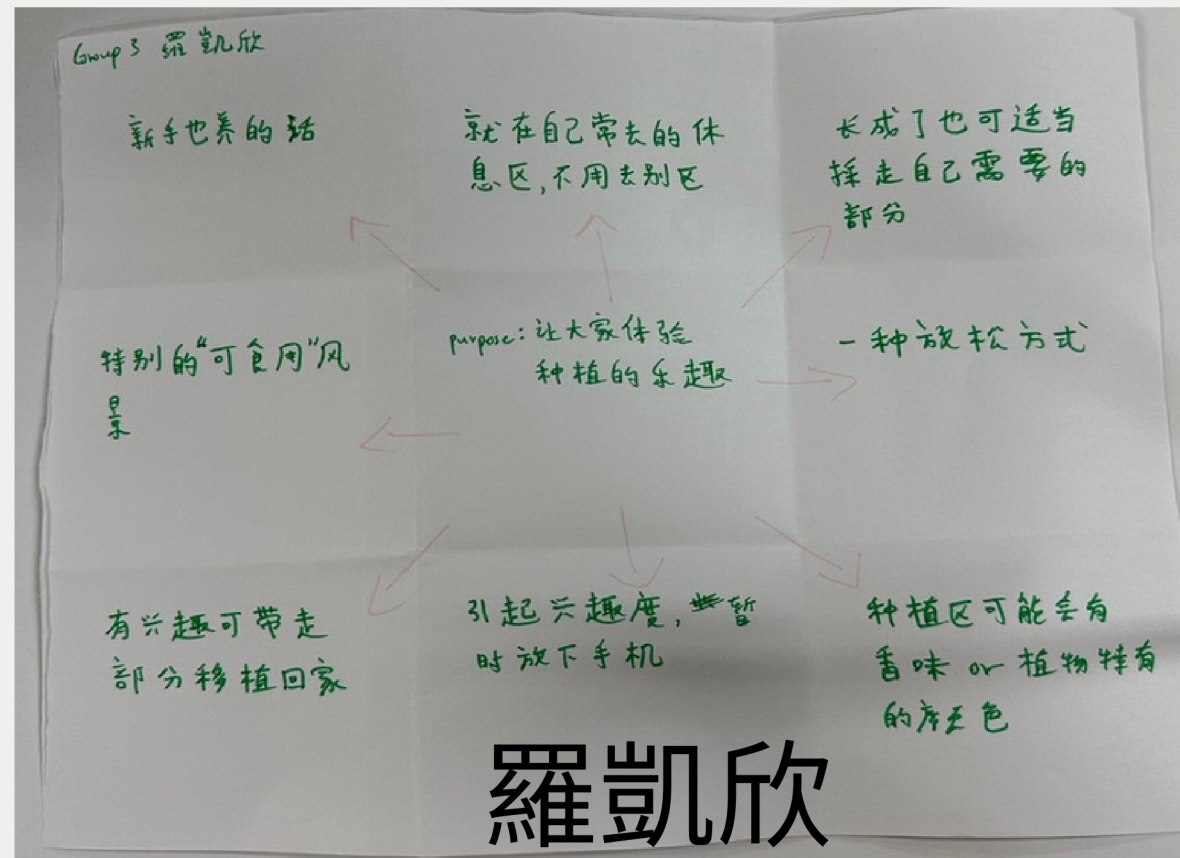 Group 3 羅凱欣
新手也养的活
就在自己常去的休
息区,不用去别区
长成了也可适当
採走自己需要的
部分
特别的“可食用”风
景
purpose: 让大家体验
种植的乐趣
一种放松方式
有兴趣可带走
部分移植回家
引起兴趣度, 暂
时放下手机
种植区可能会有
香味 or 植物特有
的颜色
羅凱欣